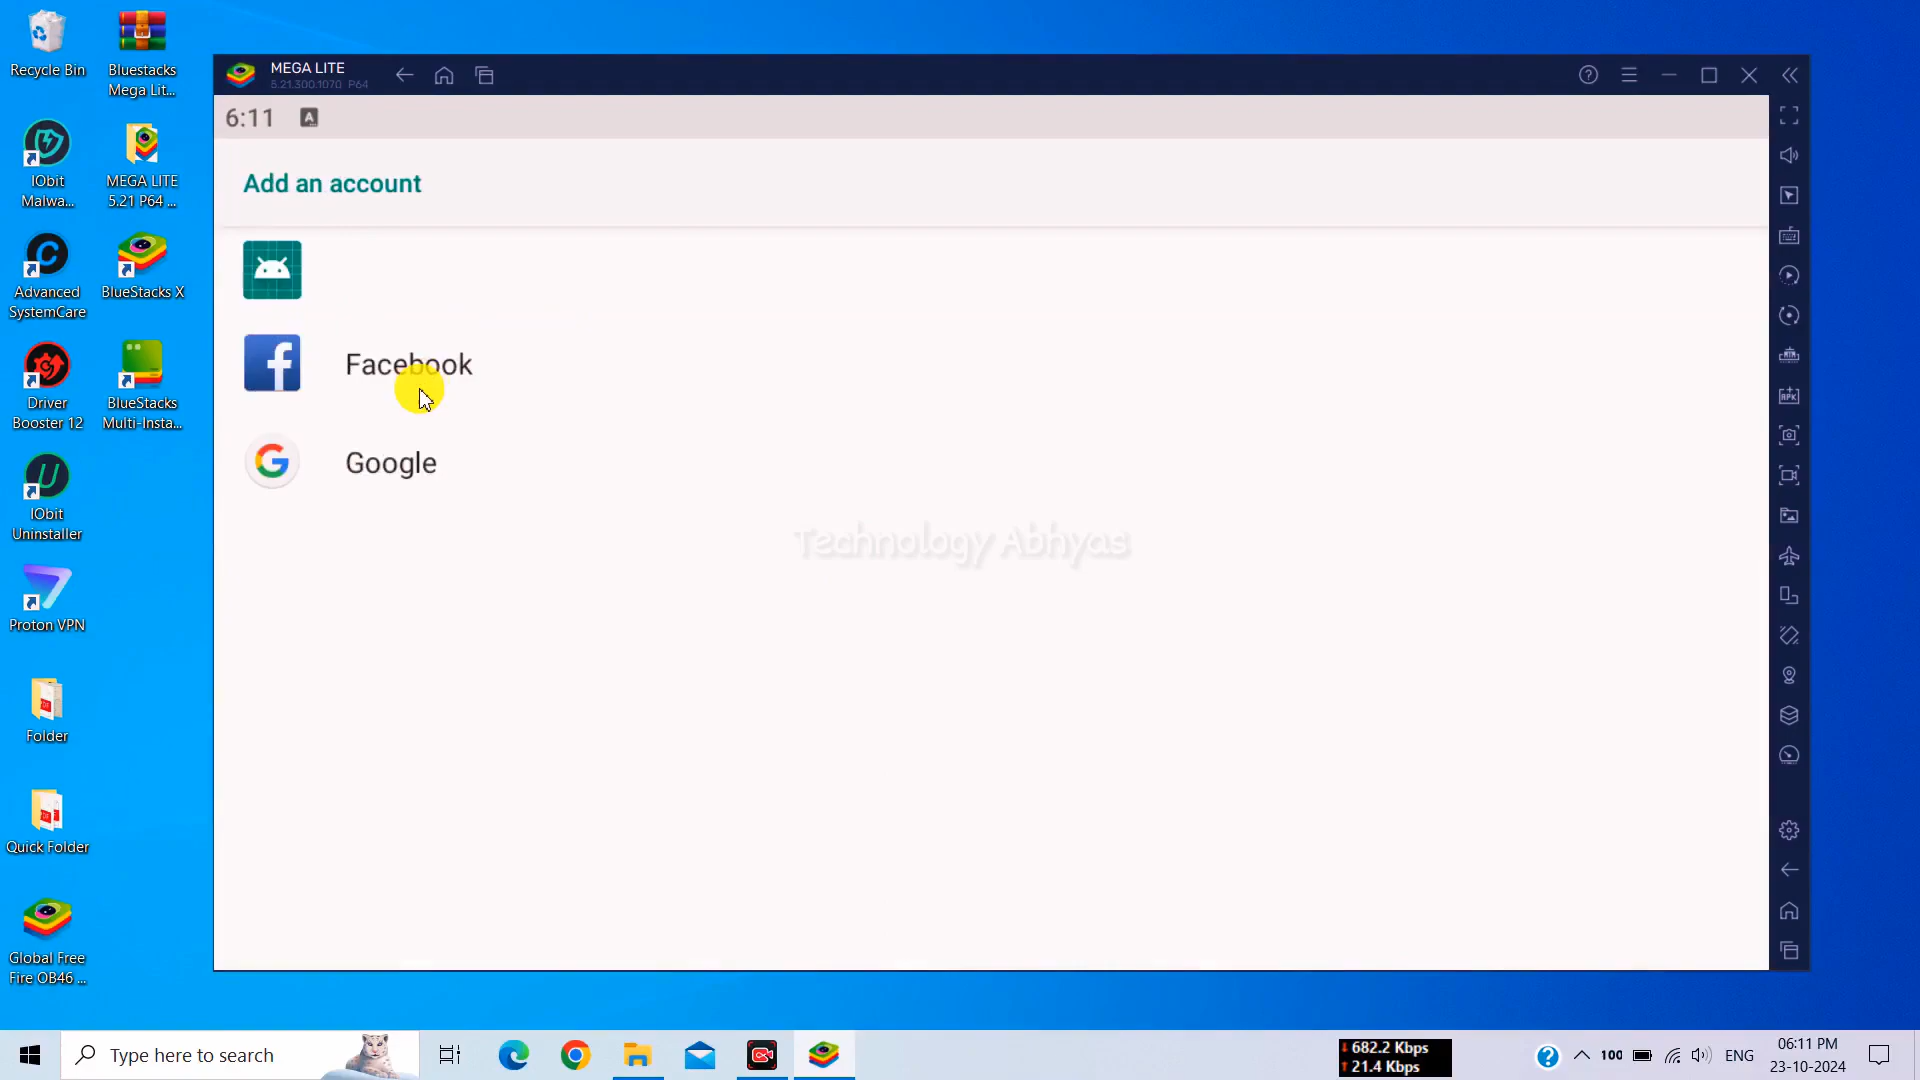 Recycle Bin
Bluestacks
Mega Lit...
IObit
Malwa...
MEGA LITE
5.21 P64 ...
Advanced
SystemCare
BlueStacks X
Driver
Booster 12
BlueStacks
Multi-Insta...
IObit
Uninstaller
Proton VPN
Folder
Quick Folder
Global Free
Fire OB46 ...
MEGA LITE
5.21.300.1070 P64
6:11
A
Add an account
Facebook
Google
Technology Abhyas
APK
Type here to search
682.2 Kbps
21.4 Kbps
100
ENG
06:11 PM
23-10-2024